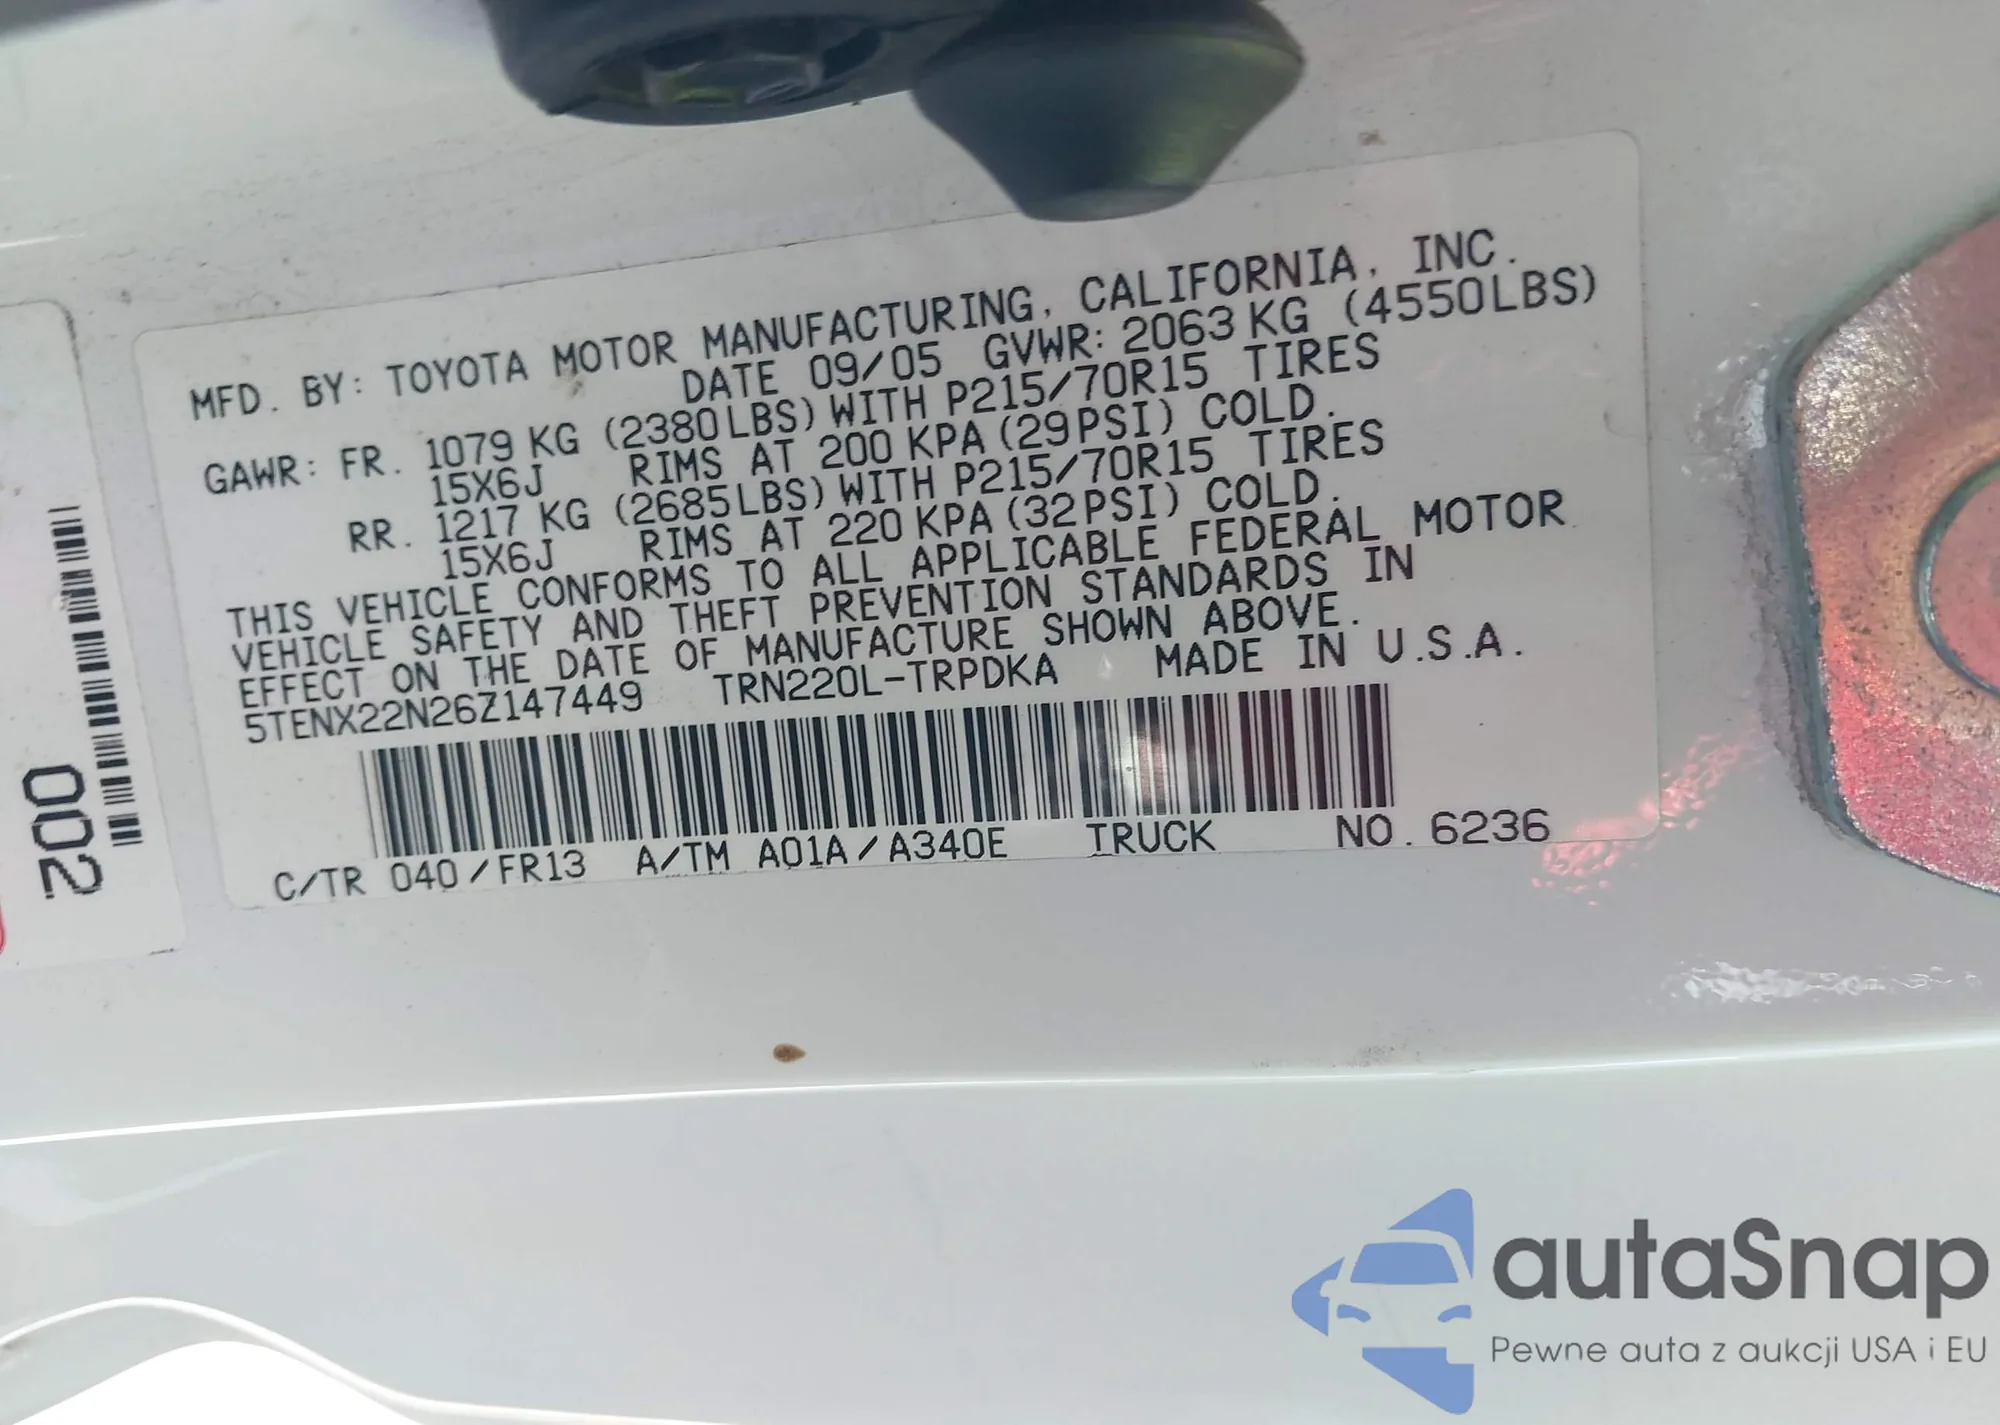 MFD. BY: TOYOTA MOTOR MANUFACTURING, CALIFORNIA, INC.
DATE 09/05 GVWR: 2063 KG (4550LBS)
GAWR: FR. 1079 KG (2380LBS) WITH P215/70R15 TIRES
15X6J RIMS AT 200 KPA (29PSI) COLD.
RR. 1217 KG (2685LBS) WITH P215/70R15 TIRES
15X6J RIMS AT 220 KPA (32PSI) COLD.
THIS VEHICLE CONFORMS TO ALL APPLICABLE FEDERAL MOTOR
VEHICLE SAFETY AND THEFT PREVENTION STANDARDS IN
EFFECT ON THE DATE OF MANUFACTURE SHOWN ABOVE.
5TENX22N26Z147449 TRN220L-TRPDKA MADE IN U.S.A.
C/TR 040/FR13 A/TM A01A/A340E TRUCK NO. 6236
002
autaSnap
Pewne auta z aukcji USA i EU